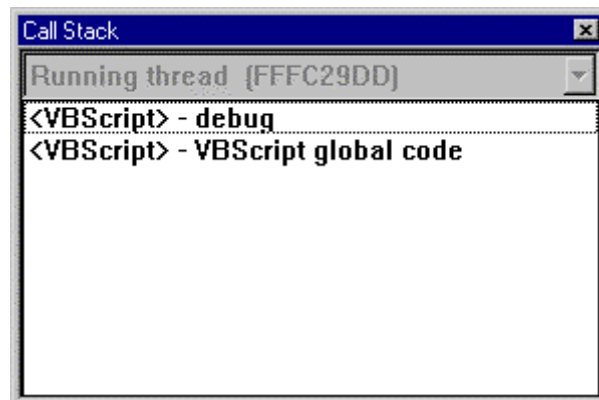 Call Stack
Running thread (FFFC29DD)
<VBScript> - debug
<VBScript> - VBScript global code